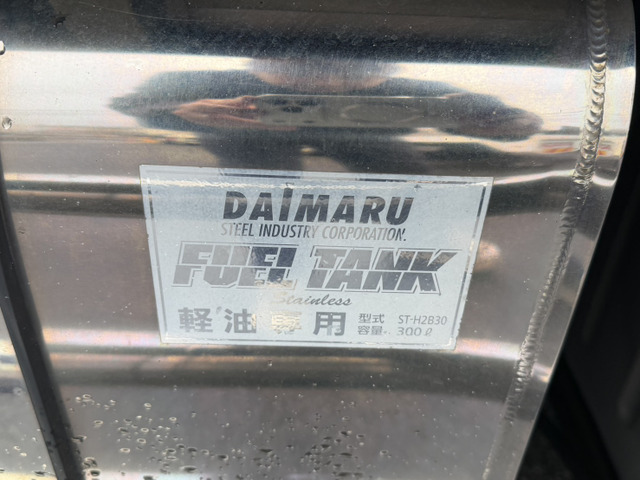 DAIMARU
STEEL INDUSTRY CORPORATION.
FUEL TANK
Stainless
軽油専用 型式 ST-H2B30
容量 300ℓ